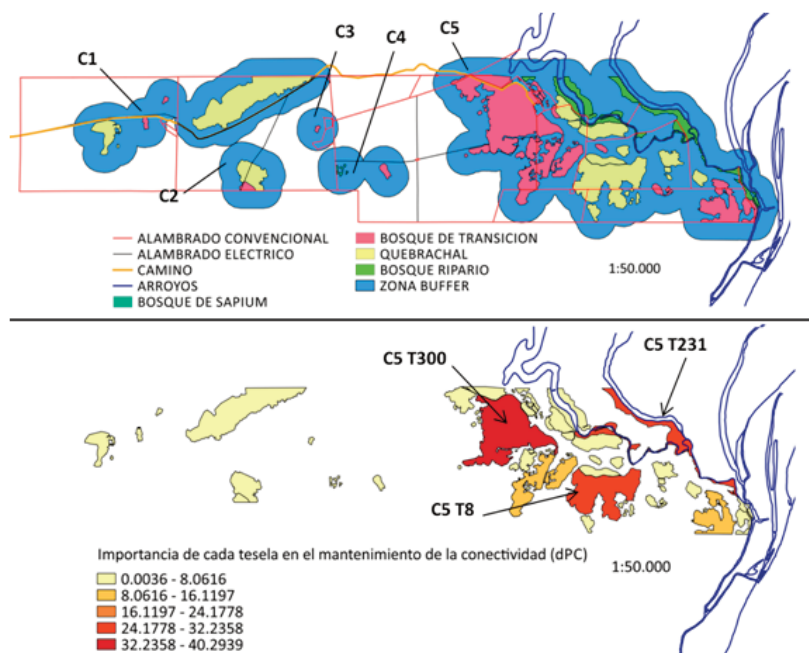 C1
C3
C4
C5
C2
ALAMBRADO CONVENCIONAL
ALAMBRADO ELECTRICO
CAMINO
ARROYOS
BOSQUE DE SAPIUM
BOSQUE DE TRANSICION
QUEBRACHAL
BOSQUE RIPARIO
ZONA BUFFER
1:50.000
C5 T300
C5 T231
C5 T8
Importancia de cada tesela en el mantenimiento de la conectividad (dPC)
1:50.000
0.0036 - 8.0616
8.0616 - 16.1197
16.1197 - 24.1778
24.1778 - 32.2358
32.2358 - 40.2939